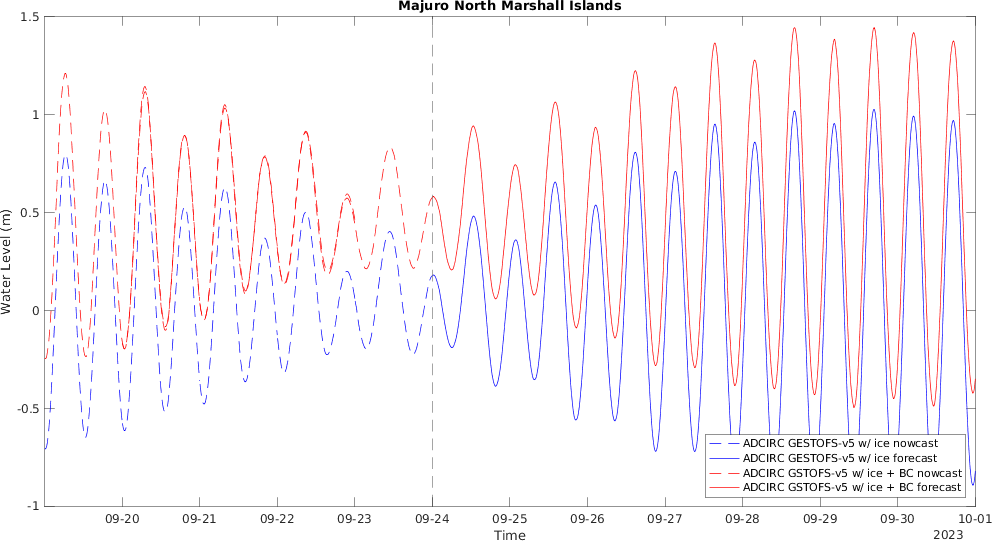 Majuro North Marshall Islands
Water Level (m)
1.5
1
0.5
0
-0.5
-1
ADCIRC GESTOFS-v5 w/ ice nowcast
ADCIRC GESTOFS-v5 w/ ice forecast
ADCIRC GSTOFS-v5 w/ ice + BC nowcast
ADCIRC GSTOFS-v5 w/ ice + BC forecast
09-20 09-21 09-22 09-23 09-24 09-25 09-26 09-27 09-28 09-29 09-30 10-01
Time
2023